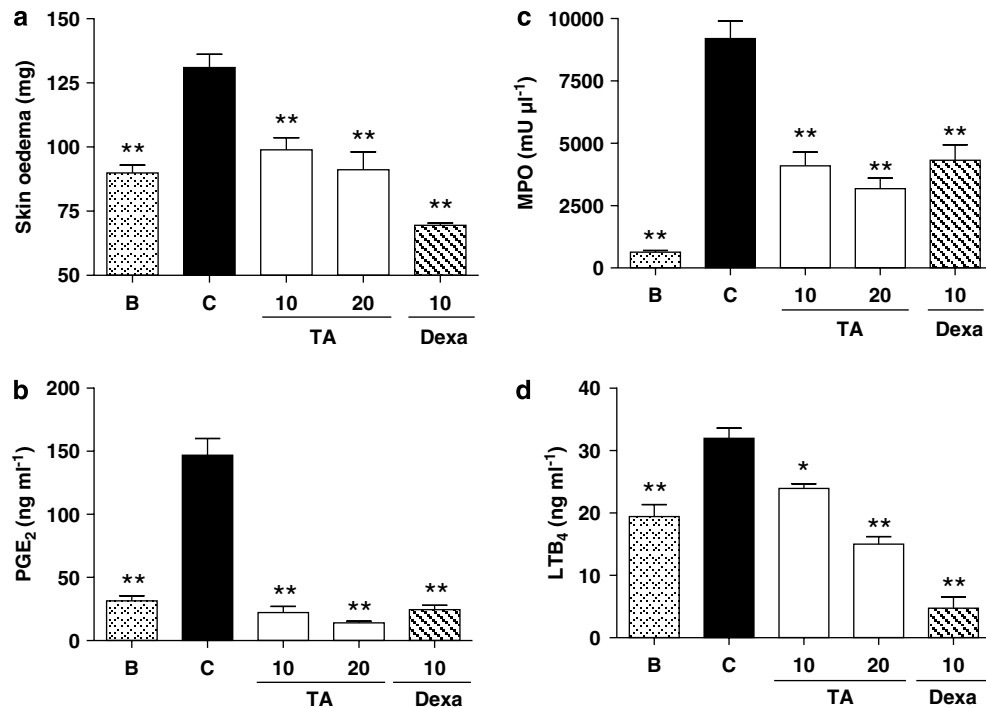 a
Skin oedema (mg)
150
125
100
75
50
**
**
**
**
B
C
10
20
10
TA
Dexa
c
MPO (mU µl⁻¹)
10000
7500
5000
2500
0
**
**
**
**
B
C
10
20
10
TA
Dexa
b
PGE₂ (ng ml⁻¹)
200
150
100
50
0
**
**
**
**
B
C
10
20
10
TA
Dexa
d
LTB₄ (ng ml⁻¹)
40
30
20
10
0
**
*
**
**
B
C
10
20
10
TA
Dexa